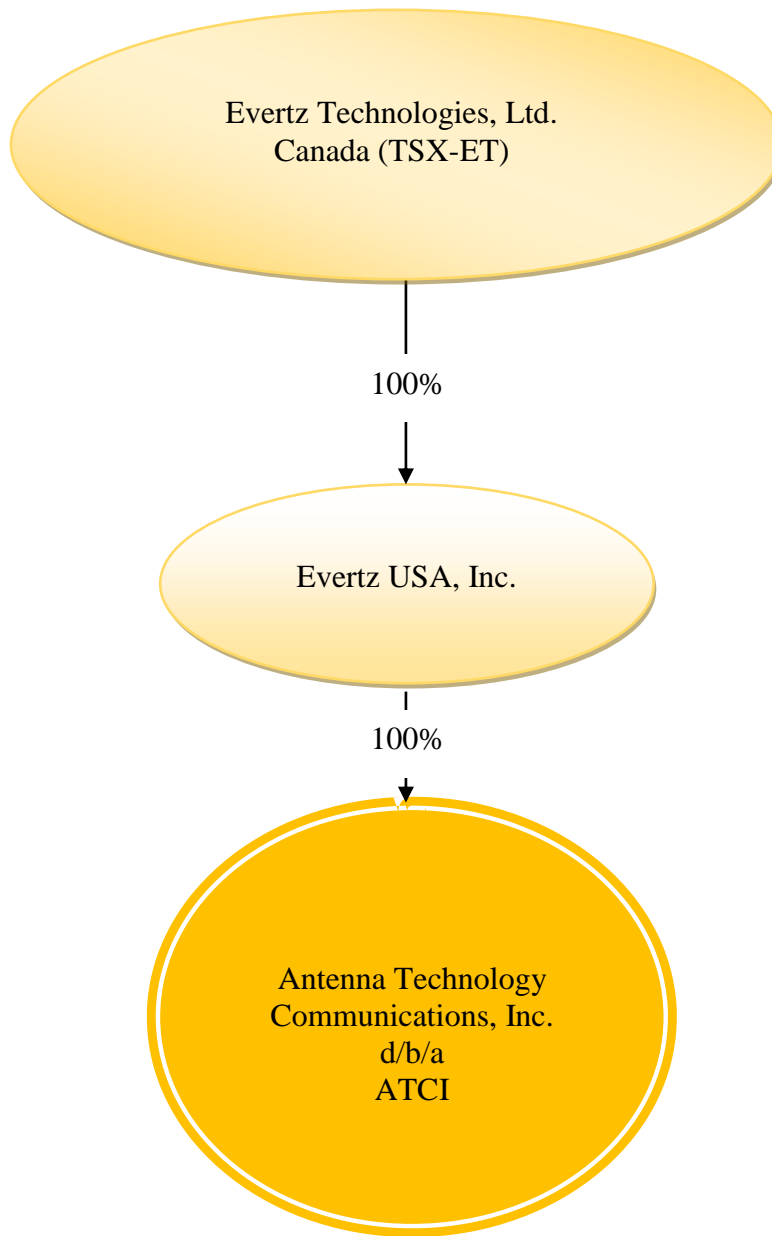 Evertz Technologies, Ltd.
Canada (TSX-ET)
100%
Evertz USA, Inc.
100%
Antenna Technology
Communications, Inc.
d/b/a
ATCI